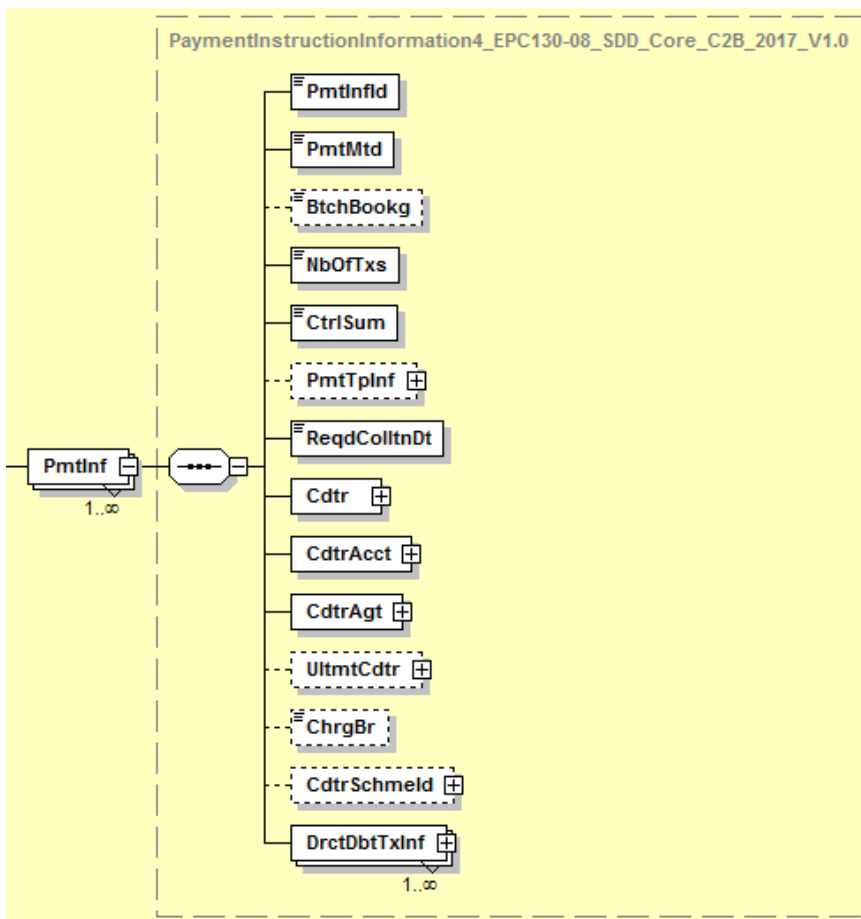 PaymentInstructionInformation4_EPC130-08_SDD_Core_C2B_2017_V1.0
PmtInfId
PmtMtd
BtchBookg
NbOfTxs
CtrlSum
PmtTpInf
ReqdColltnDt
PmtInf
1..∞
Cdtr
CdtrAcct
CdtrAgt
UltmtCdtr
ChrgBr
CdtrSchmeId
DrctDbtTxInf
1..∞